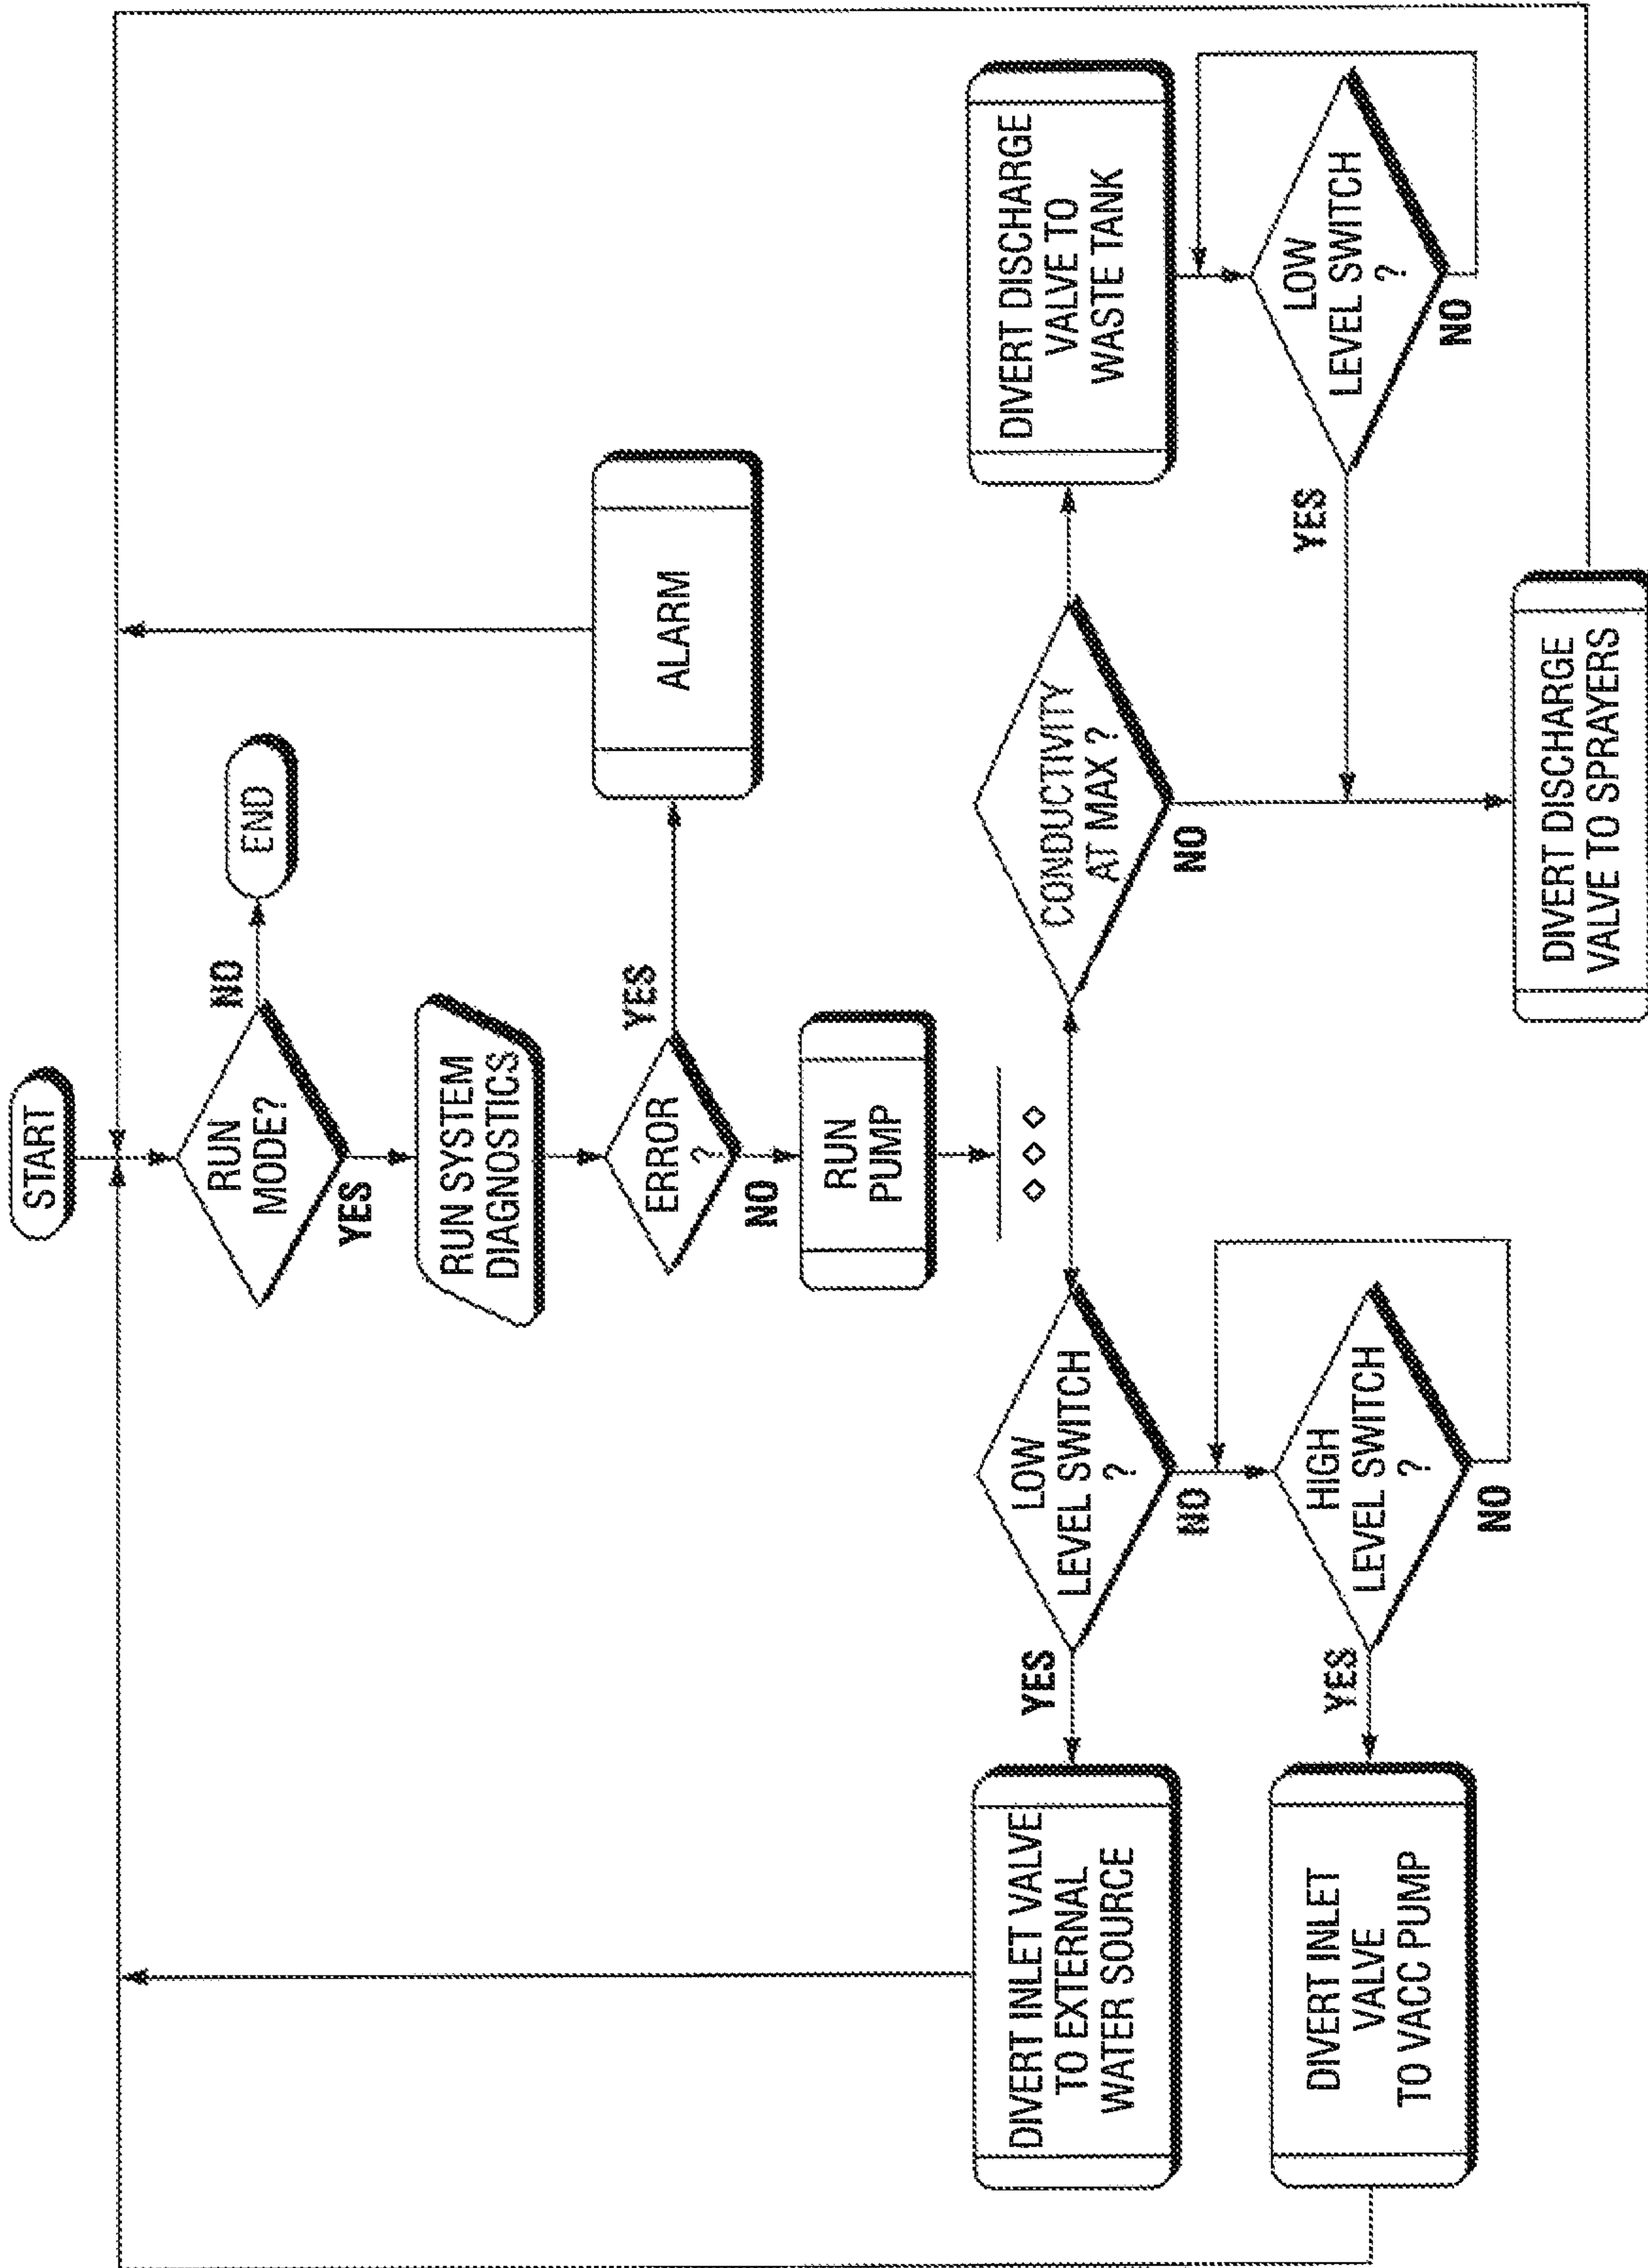 START
RUN
MODE?
NO
END
YES
RUN SYSTEM
DIAGNOSTICS
ERROR
?
YES
ALARM
NO
RUN
PUMP
LOW
LEVEL SWITCH
?
YES
DIVERT INLET VALVE
TO EXTERNAL
WATER SOURCE
NO
HIGH
LEVEL SWITCH
?
YES
DIVERT INLET
VALVE
TO VACC PUMP
NO
CONDUCTIVITY
AT MAX ?
DIVERT DISCHARGE
VALVE TO
WASTE TANK
LOW
LEVEL SWITCH
?
NO
YES
NO
DIVERT DISCHARGE
VALVE TO SPRAYERS